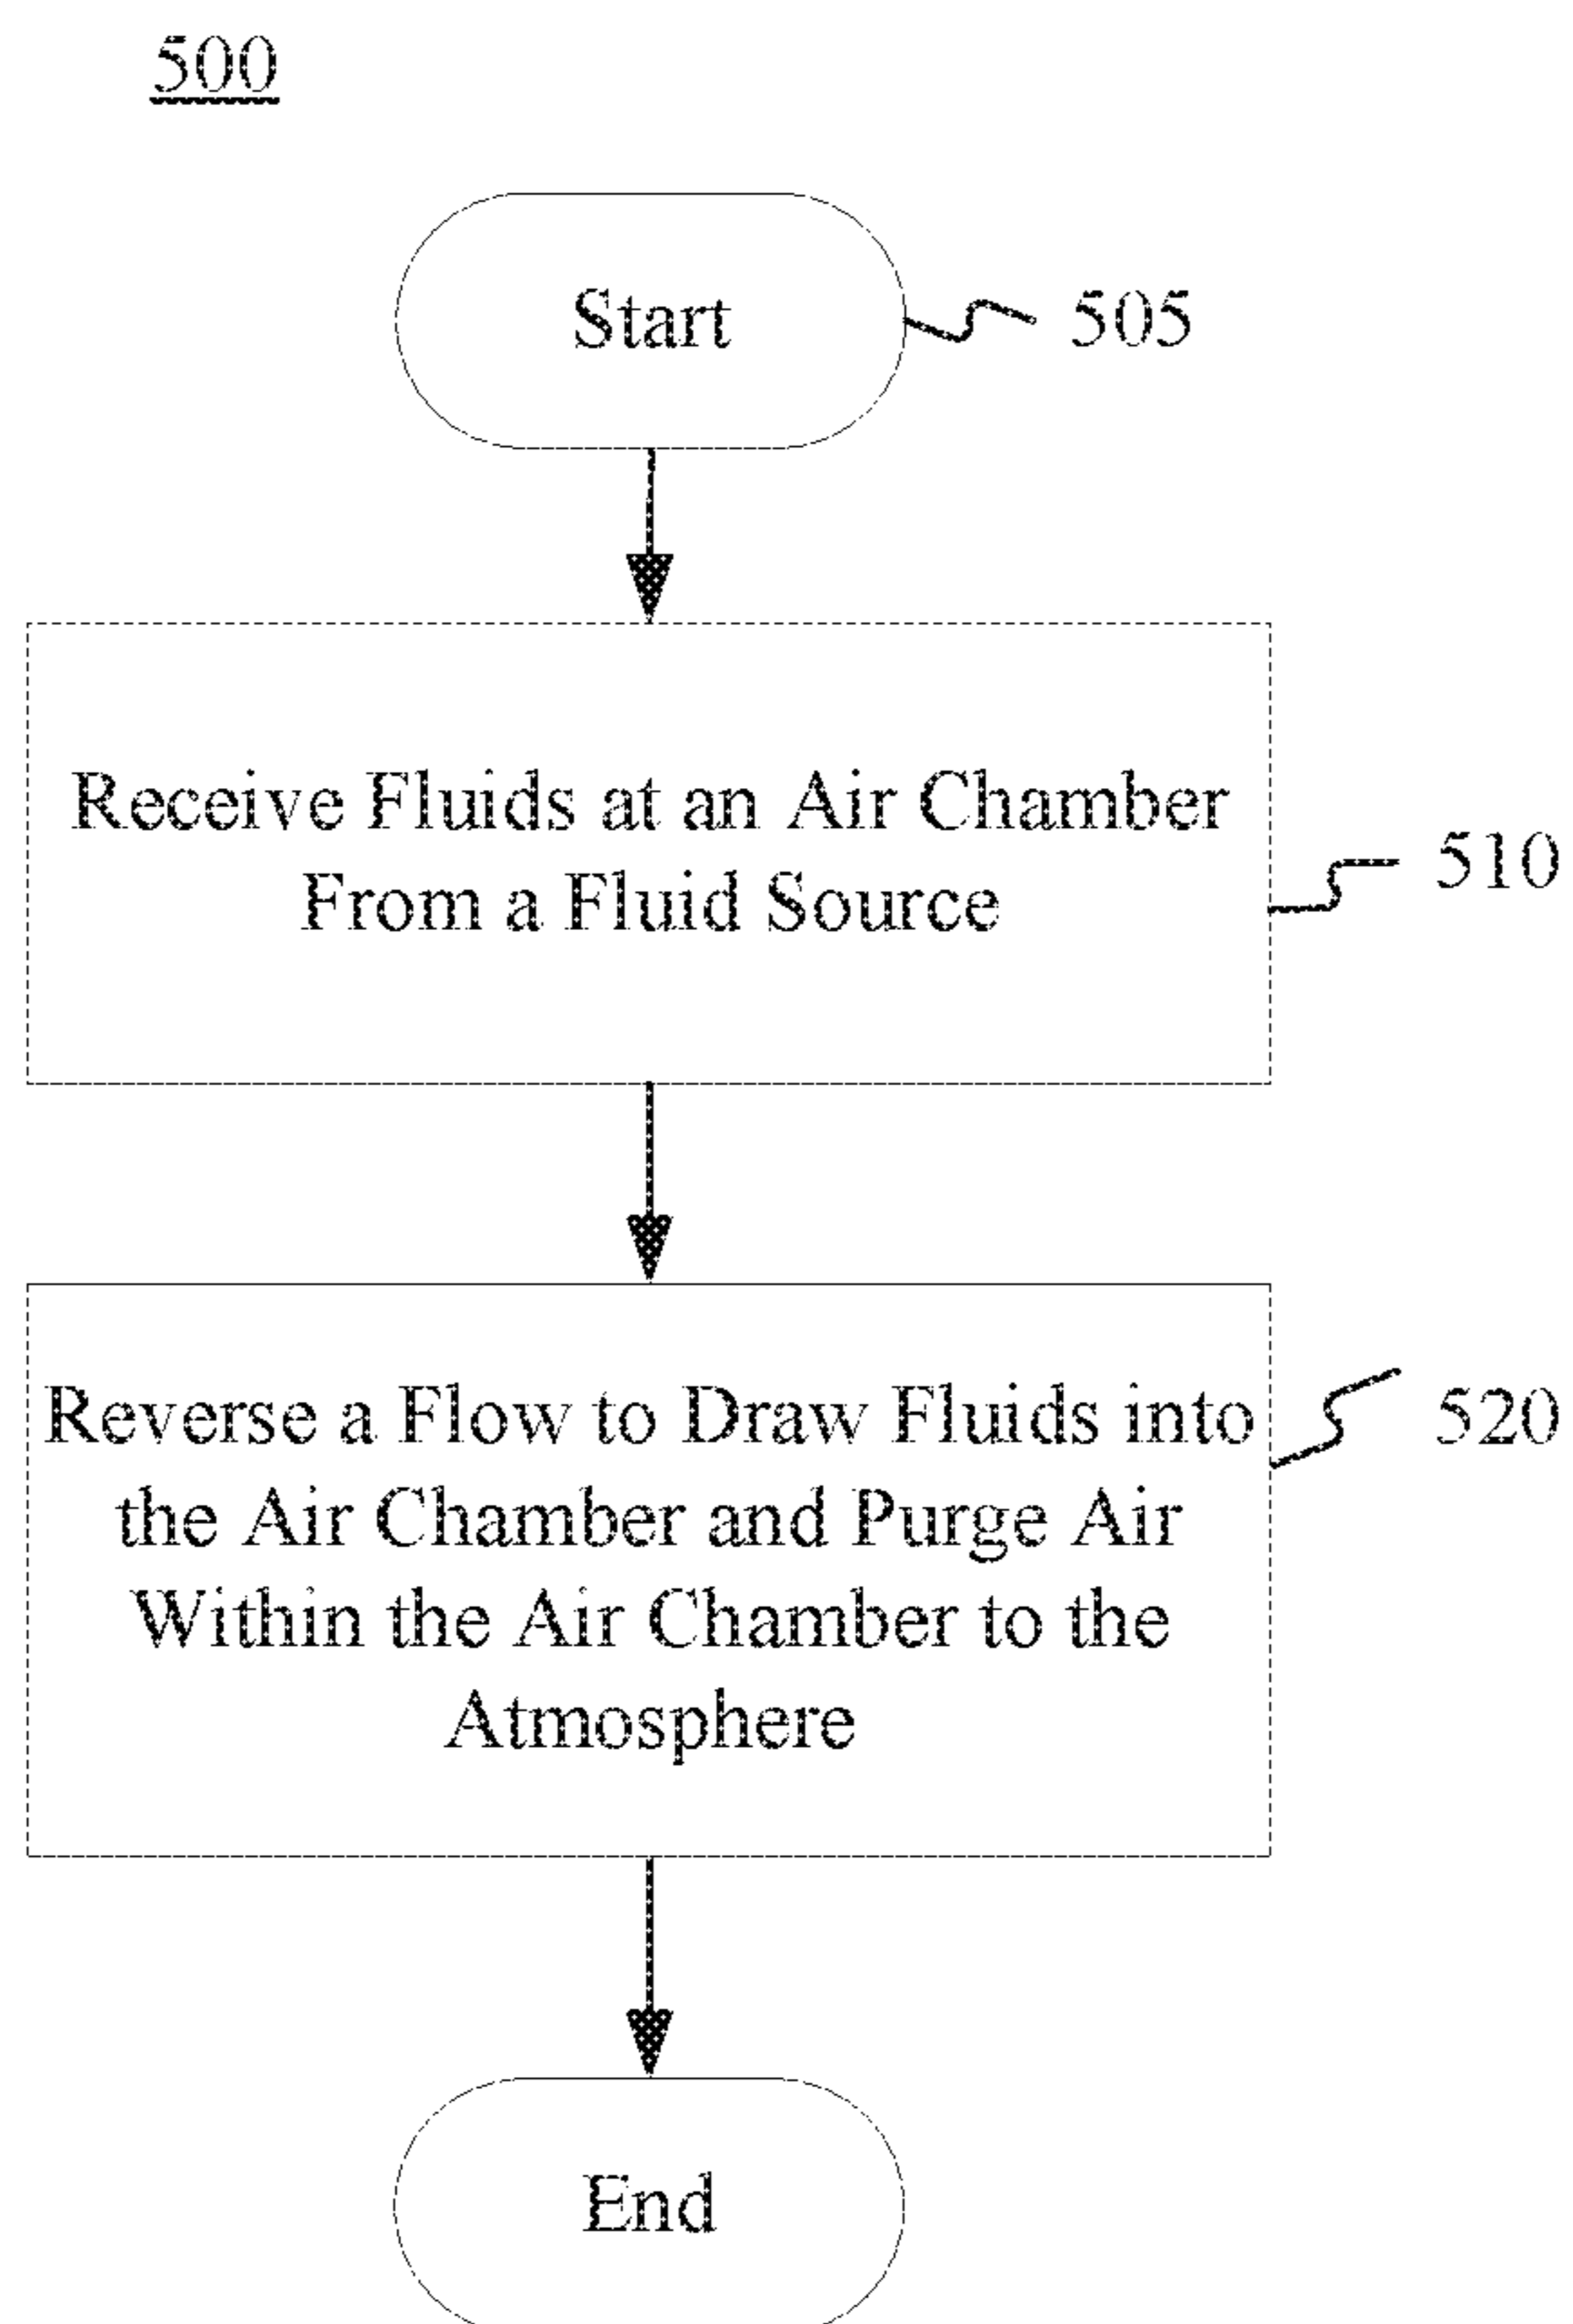 500
Start
505
Receive Fluids at an Air Chamber
From a Fluid Source
510
Reverse a Flow to Draw Fluids into
the Air Chamber and Purge Air
Within the Air Chamber to the
Atmosphere
520
End